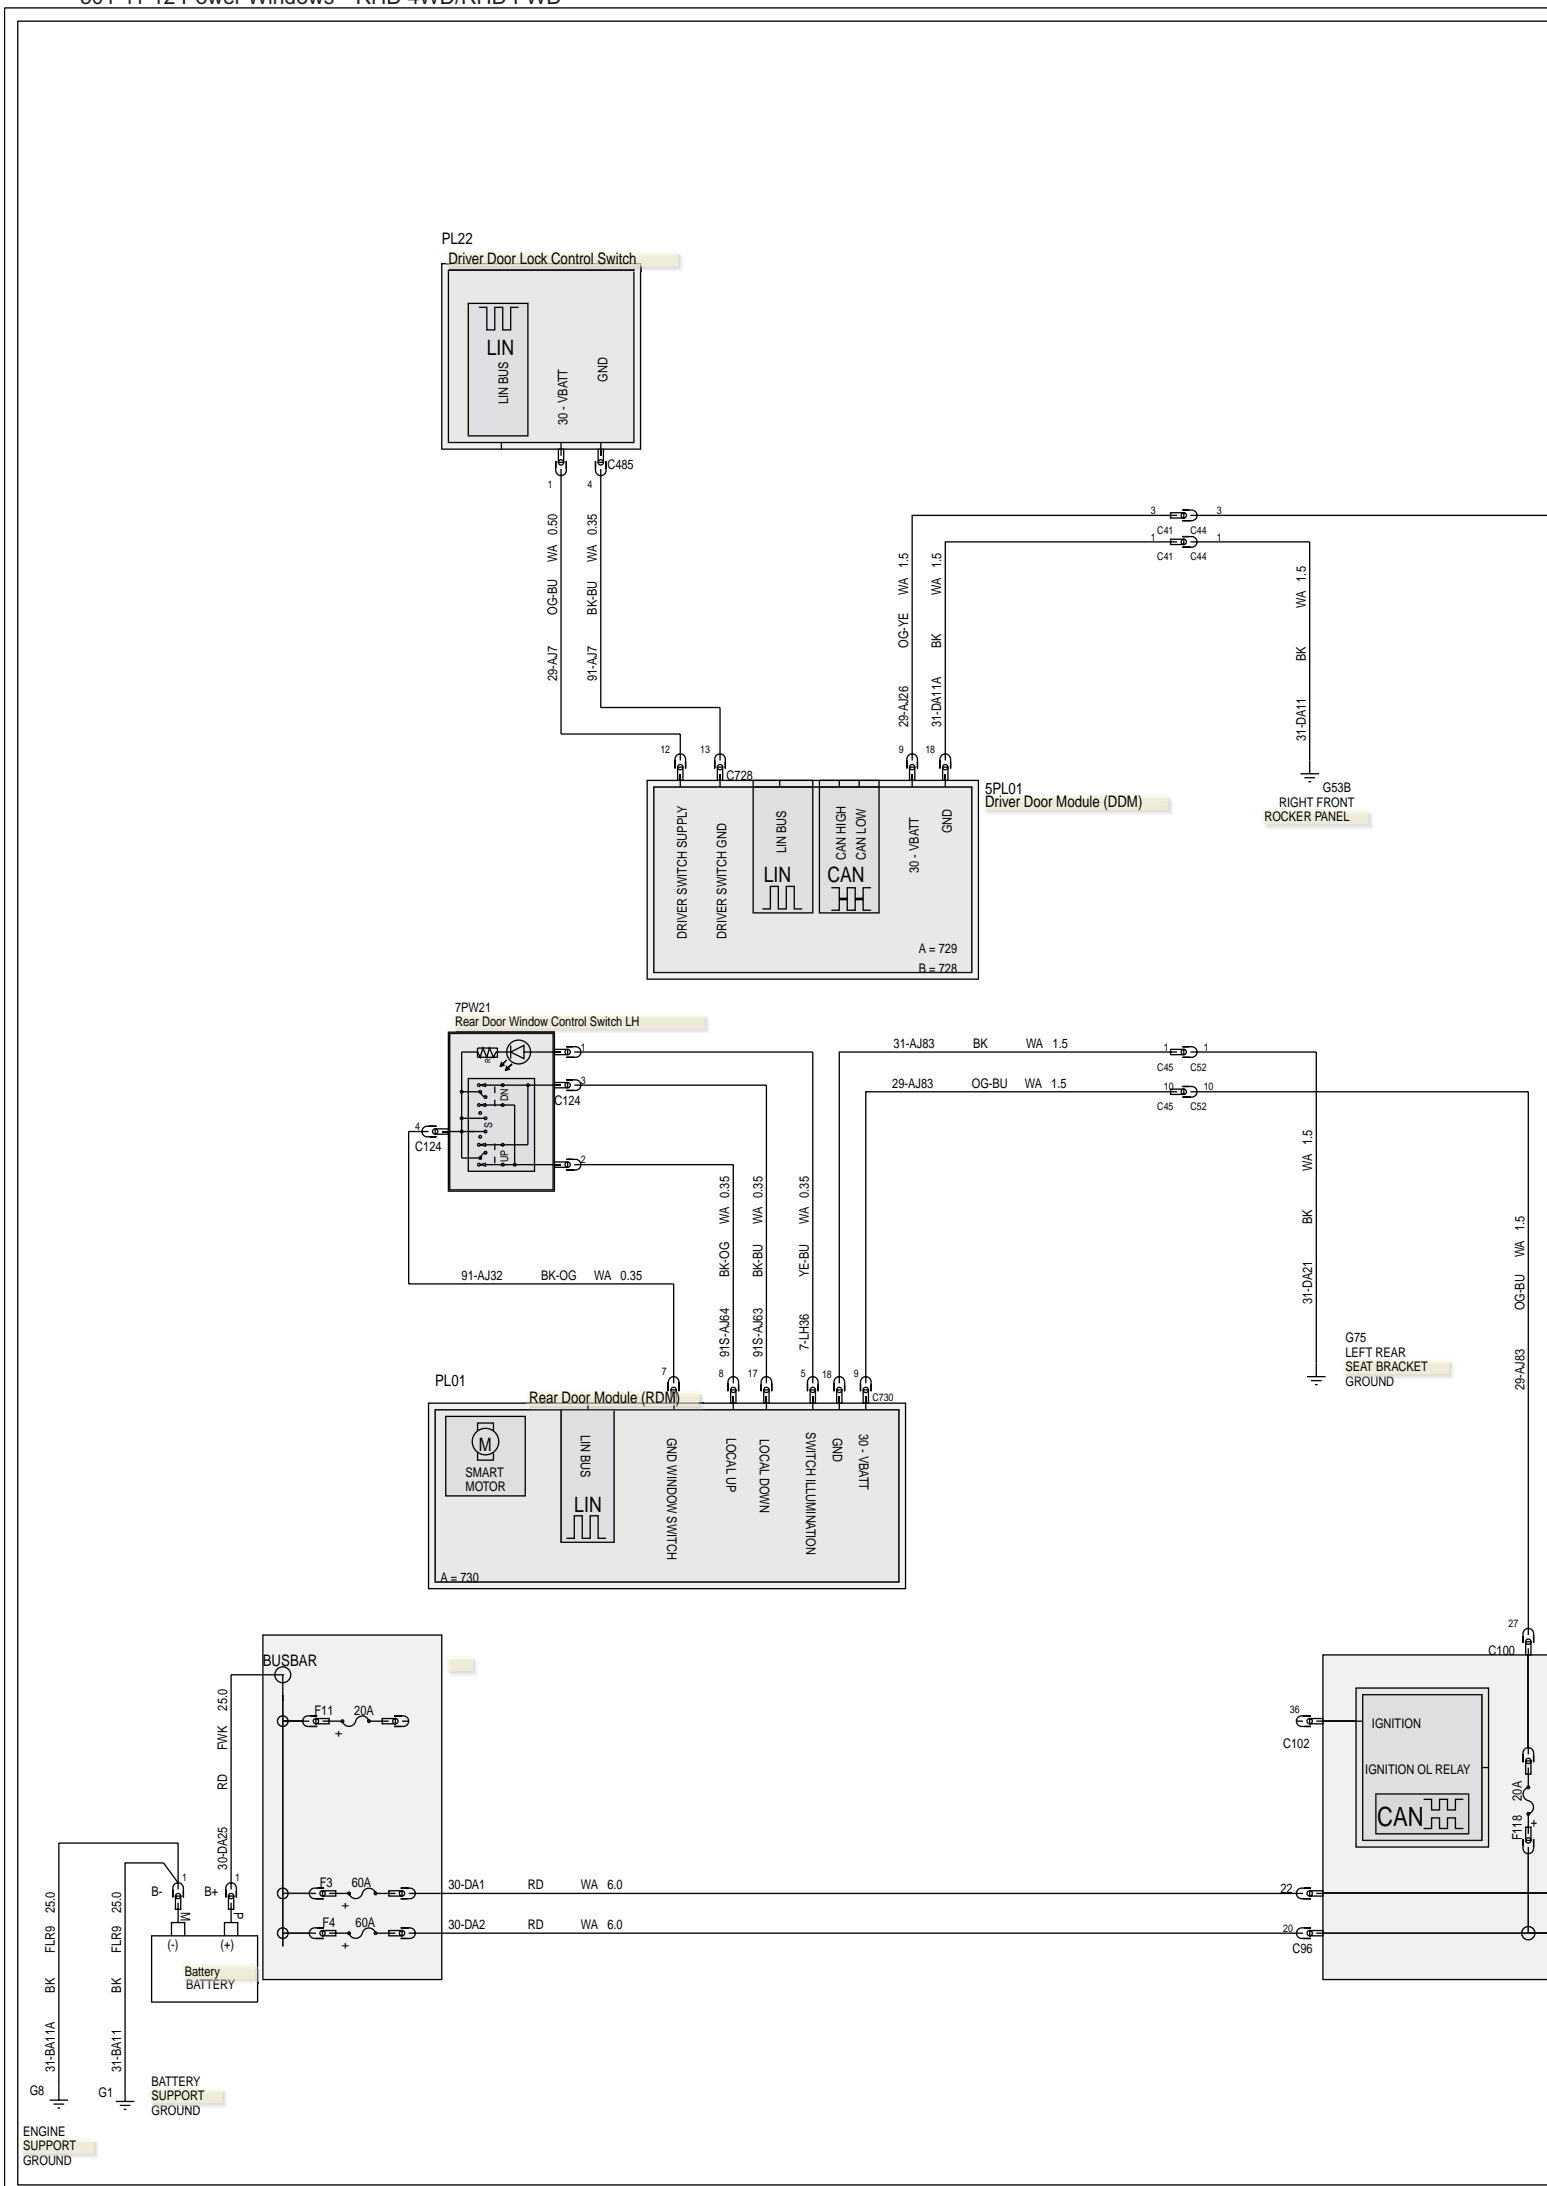 PL22
Driver Door Lock Control Switch
LIN
LIN BUS
30 - VBATT
GND
C485
1
4
29-AJ7 OG-BU WA 0.50
91-AJ7 BK-BU WA 0.35
3
3
C41
C44
1
1
C41
C44
29-AJ26 OG-YE WA 1.5
31-DA11A BK WA 1.5
31-DA11 BK WA 1.5
G53B
RIGHT FRONT
ROCKER PANEL
12
13
C728
9
18
5PL01
Driver Door Module (DDM)
DRIVER SWITCH SUPPLY
DRIVER SWITCH GND
LIN BUS
LIN
CAN HIGH
CAN LOW
CAN
30 - VBATT
GND
A = 729
B = 728
7PW21
Rear Door Window Control Switch LH
R
DN
S
UP
1
3
C124
4
C124
2
31-AJ83 BK WA 1.5
1
1
C45
C52
29-AJ83 OG-BU WA 1.5
10
10
C45
C52
91-AJ32 BK-OG WA 0.35
91S-AJ64 BK-OG WA 0.35
91S-AJ63 BK-BU WA 0.35
7-LH36 YE-BU WA 0.35
31-DA21 BK WA 1.5
29-AJ83 OG-BU WA 1.5
G75
LEFT REAR
SEAT BRACKET
GROUND
PL01
Rear Door Module (RDM)
7
8
17
5
18
9
C730
M
SMART
MOTOR
LIN BUS
LIN
GND WINDOW SWITCH
LOCAL UP
LOCAL DOWN
SWITCH ILLUMINATION
GND
30 - VBATT
A = 730
BUSBAR
F11 20A
+
30-DA25 RD FWK 25.0
F3 60A
+
30-DA1 RD WA 6.0
F4 60A
+
30-DA2 RD WA 6.0
27
C100
36
C102
IGNITION
IGNITION OL RELAY
CAN
F118 20A
+
22
20
C96
B-
1
M
B+
1
P
(-)
(+)
Battery
BATTERY
31-BA11A BK FLR9 25.0
31-BA11 BK FLR9 25.0
G8
G1
BATTERY
SUPPORT
GROUND
ENGINE
SUPPORT
GROUND